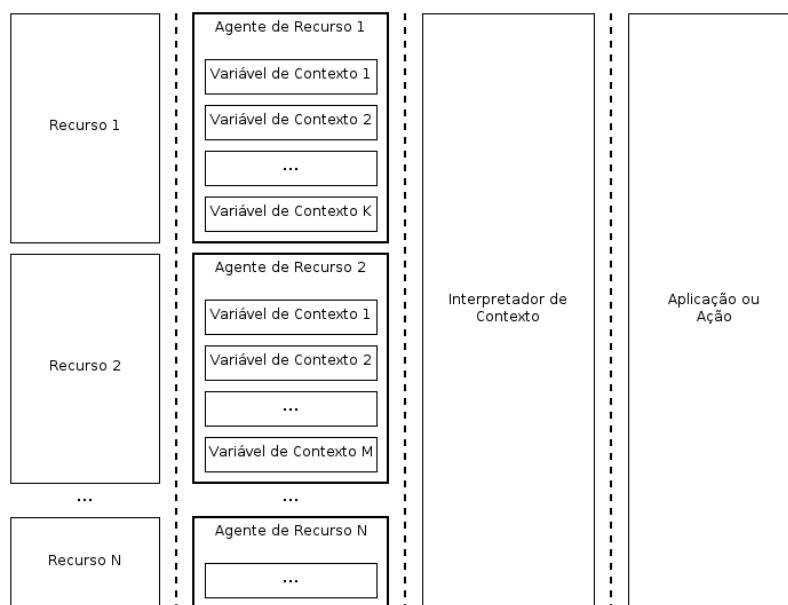 Recurso 1
Agente de Recurso 1
Variável de Contexto 1
Variável de Contexto 2
...
Variável de Contexto K
Recurso 2
Agente de Recurso 2
Variável de Contexto 1
Variável de Contexto 2
...
Variável de Contexto M
...
...
Recurso N
Agente de Recurso N
...
Interpretador de
Contexto
Aplicação ou
Ação